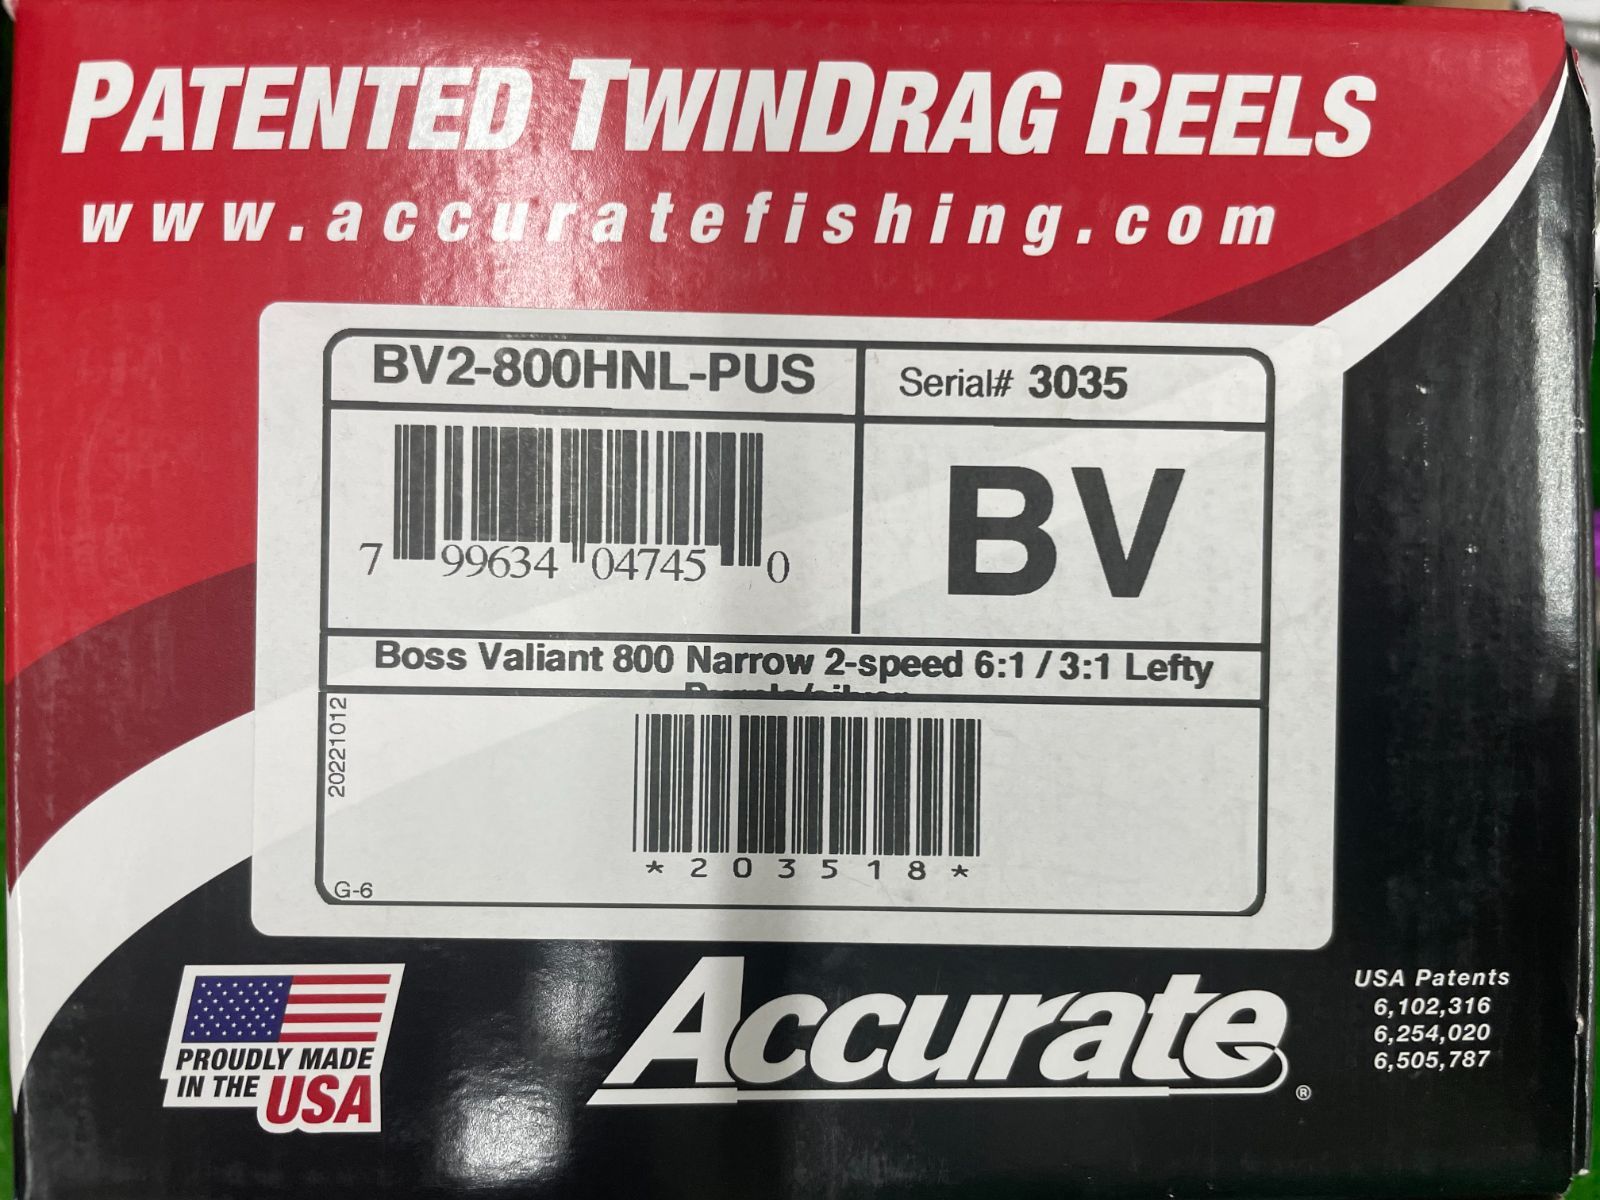 PATENTED TWINDRAG REELS
www.accuratefishing.com
BV2-800HNL-PUS
Serial# 3035
7 99634 04745 0
BV
Boss Valiant 800 Narrow 2-speed 6:1 / 3:1 Lefty
20221012
*203518*
G-6
PROUDLY MADE
IN THE USA
Accurate®
USA Patents
6,102,316
6,254,020
6,505,787